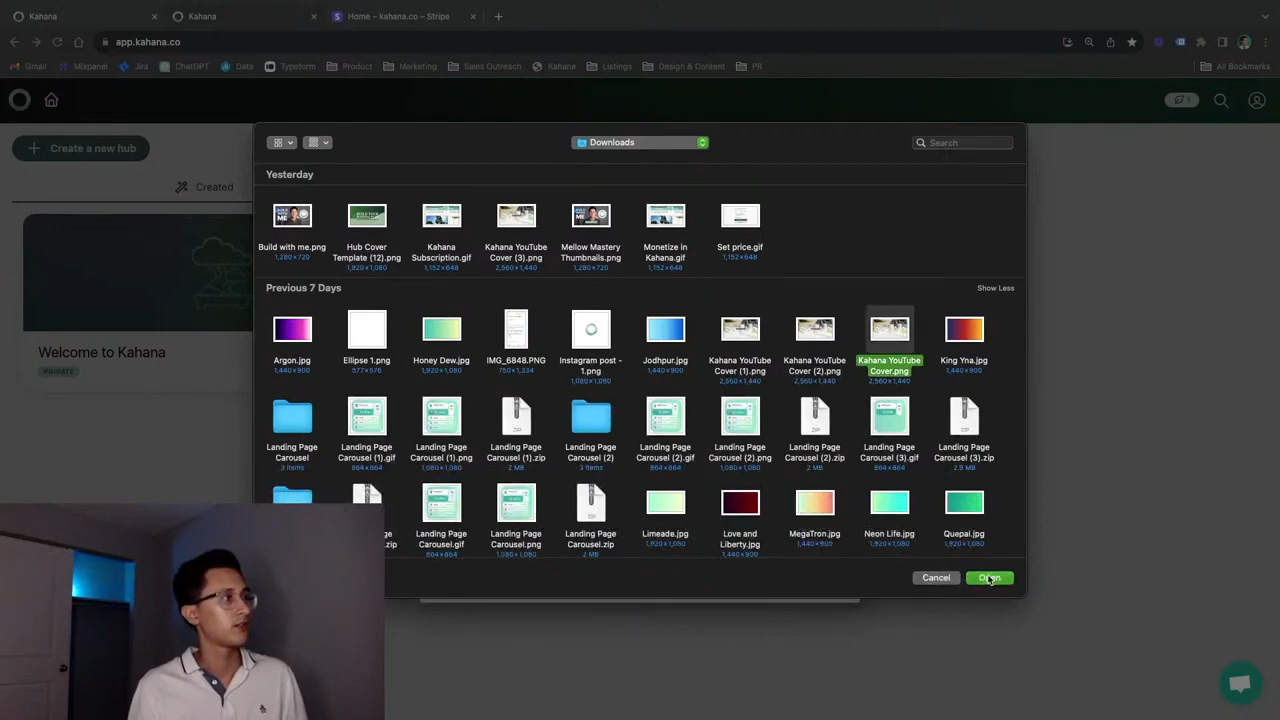 Kahana
Kahana
Home – kahana.co – Stripe
app.kahana.co
Gmail
Mixpanel
Jira
ChatGPT
Data
Typeform
Product
Marketing
Sales Outreach
Kahana
Listings
Design & Content
PR
All Bookmarks
1
Create a new hub
Created
Welcome to Kahana
PRIVATE
Downloads
Search
Yesterday
Build with me.png
1,280×720
Hub Cover
Template (12).png
1,920×1,080
Kahana
Subscription.gif
1,152×648
Kahana YouTube
Cover (3).png
2,560×1,440
Mellow Mastery
Thumbnails.png
1,280×720
Monetize in
Kahana.gif
1,152×648
Set price.gif
1,152×648
Previous 7 Days
Show Less
Argon.jpg
1,440×900
Ellipse 1.png
577×576
Honey Dew.jpg
1,920×1,080
IMG_6848.PNG
750×1,334
Instagram post -
1.png
1,080×1,080
Jodhpur.jpg
1,440×900
Kahana YouTube
Cover (1).png
2,560×1,440
Kahana YouTube
Cover (2).png
2,560×1,440
Kahana YouTube
Cover.png
2,560×1,440
King Yna.jpg
1,440×900
Landing Page
Carousel
3 items
Landing Page
Carousel (1).gif
864×864
Landing Page
Carousel (1).png
1,080×1,080
ZIP
Landing Page
Carousel (1).zip
2 MB
Landing Page
Carousel (2)
3 items
Landing Page
Carousel (2).gif
864×864
Landing Page
Carousel (2).png
1,080×1,080
ZIP
Landing Page
Carousel (2).zip
2 MB
Landing Page
Carousel (3).gif
864×864
ZIP
Landing Page
Carousel (3).zip
2.9 MB
Landing Page
Carousel.gif
864×864
Landing Page
Carousel.png
1,080×1,080
ZIP
Landing Page
Carousel.zip
2 MB
Limeade.jpg
1,920×1,080
Love and
Liberty.jpg
1,440×900
MegaTron.jpg
1,440×900
Neon Life.jpg
1,920×1,080
Quepal.jpg
1,920×1,080
Cancel
Open